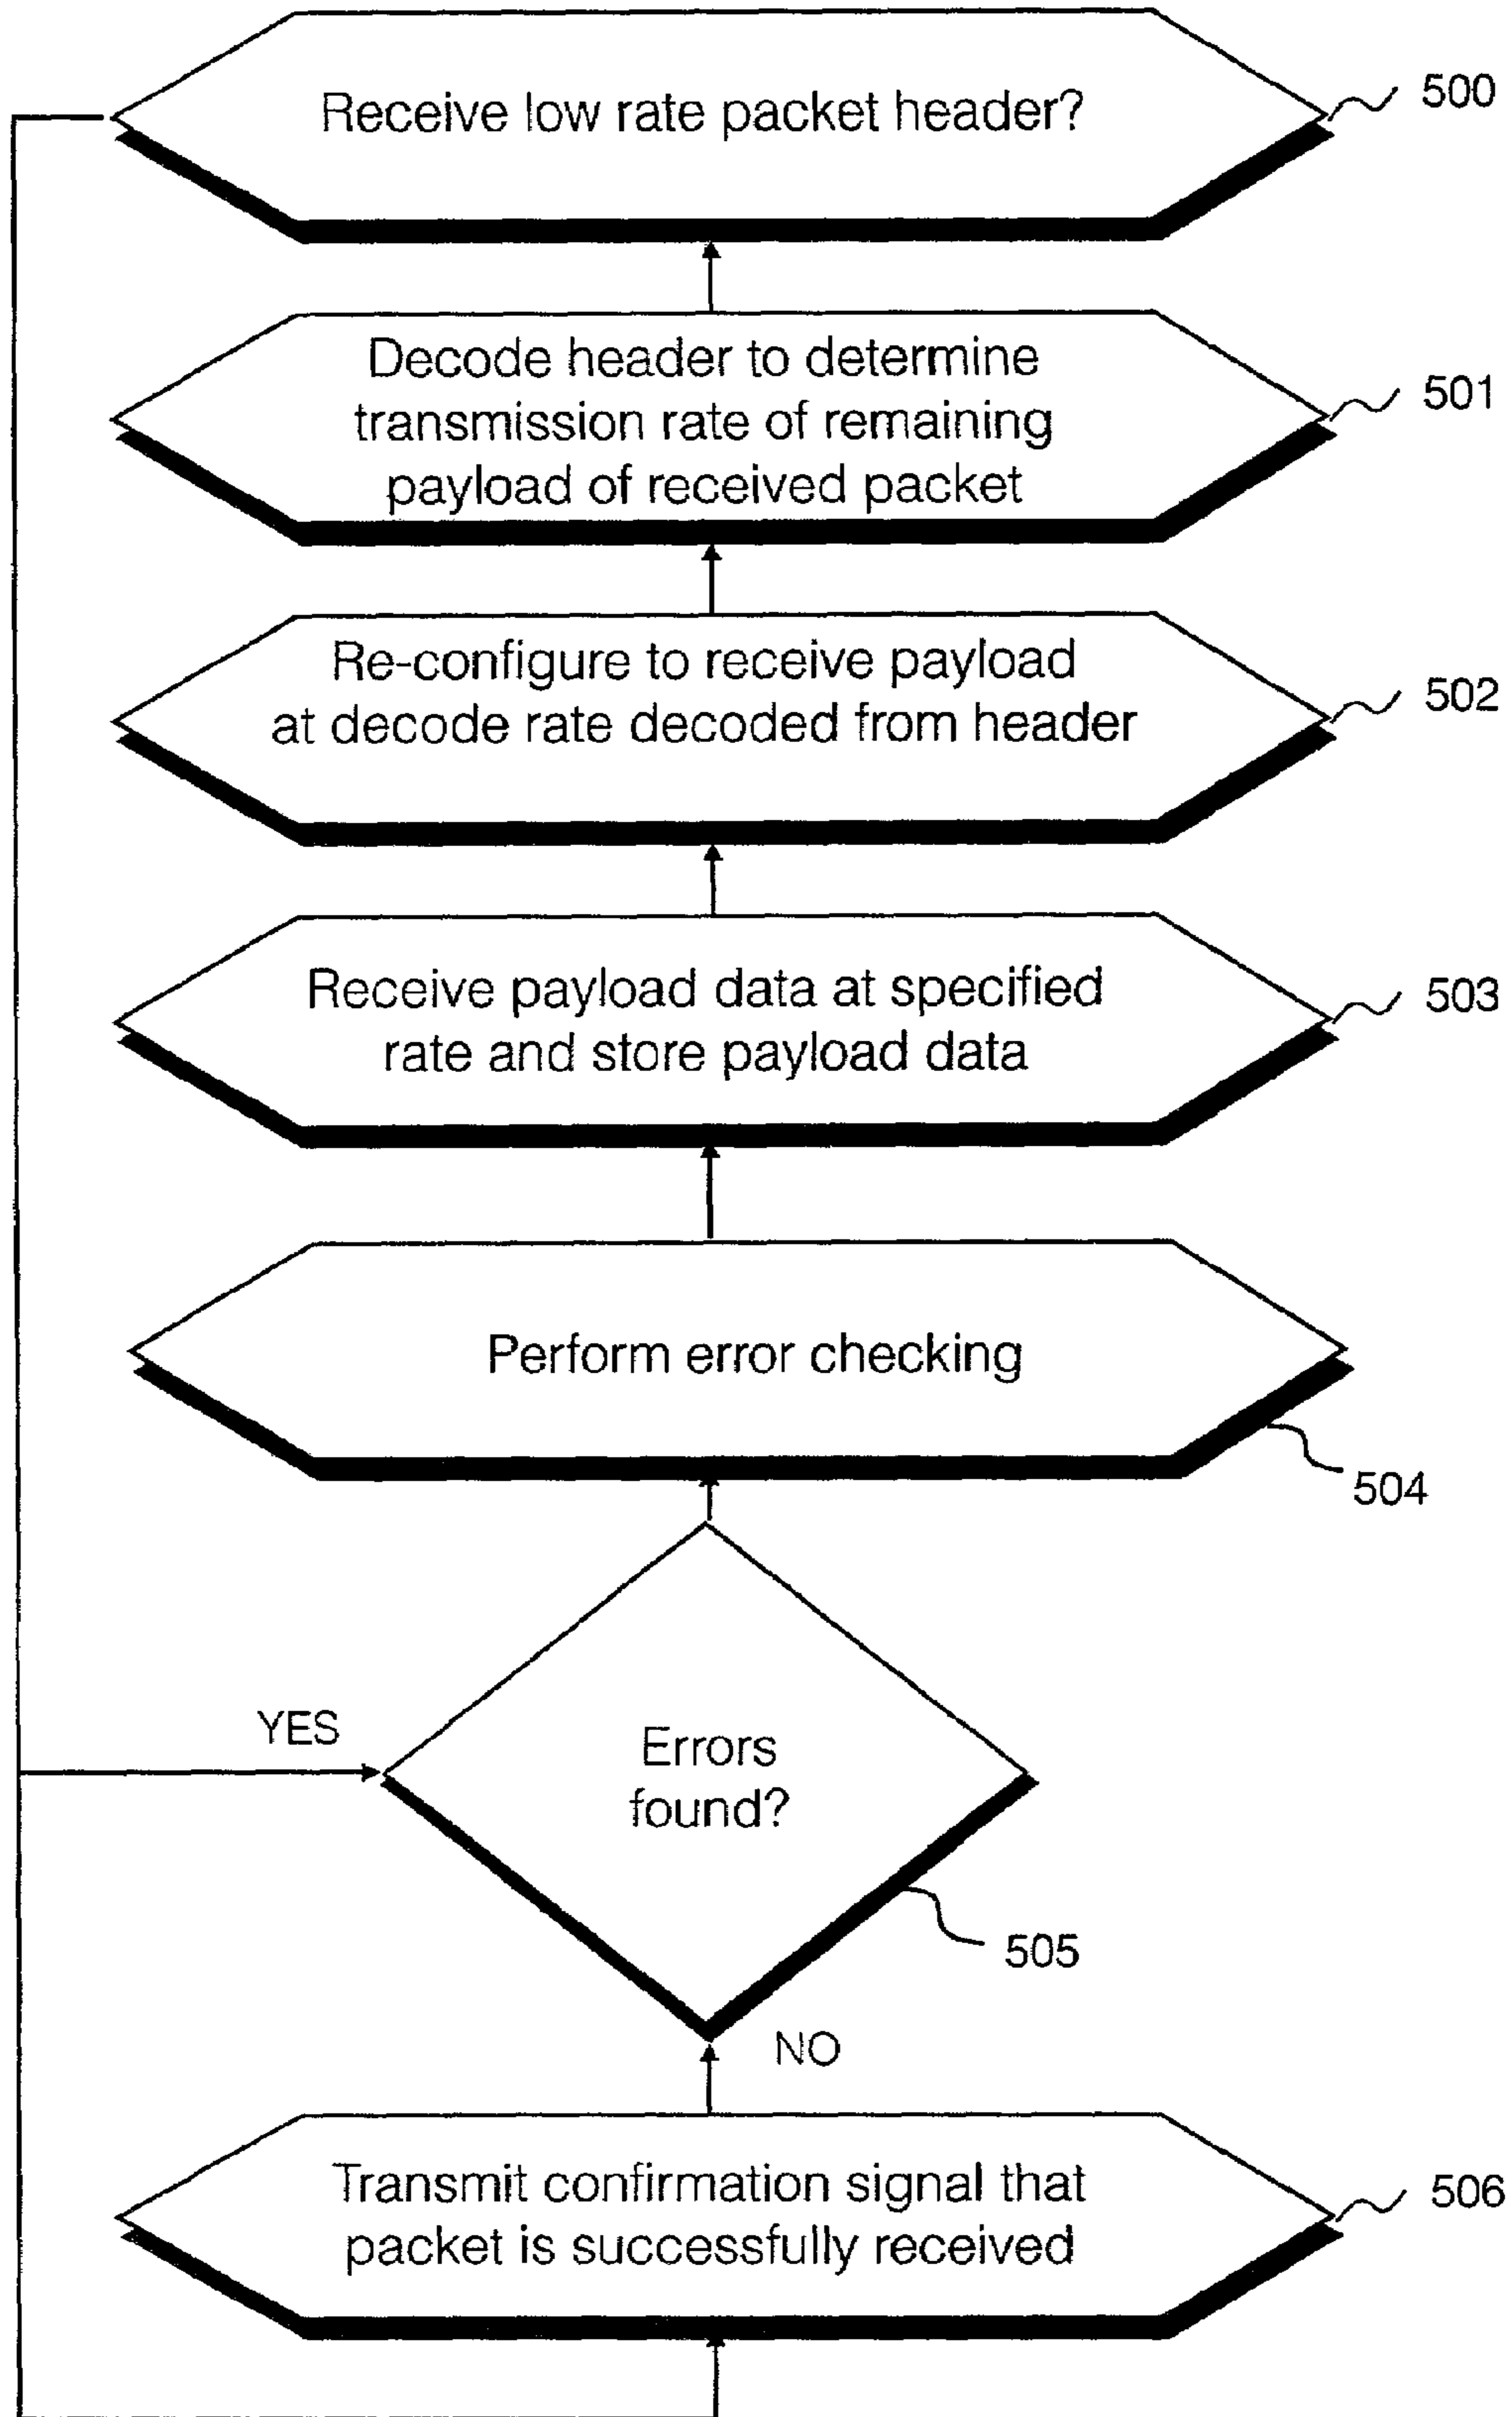 Receive low rate packet header?
500
Decode header to determine
transmission rate of remaining
payload of received packet
501
Re-configure to receive payload
at decode rate decoded from header
502
Receive payload data at specified
rate and store payload data
503
Perform error checking
504
YES
Errors
found?
505
NO
Transmit confirmation signal that
packet is successfully received
506